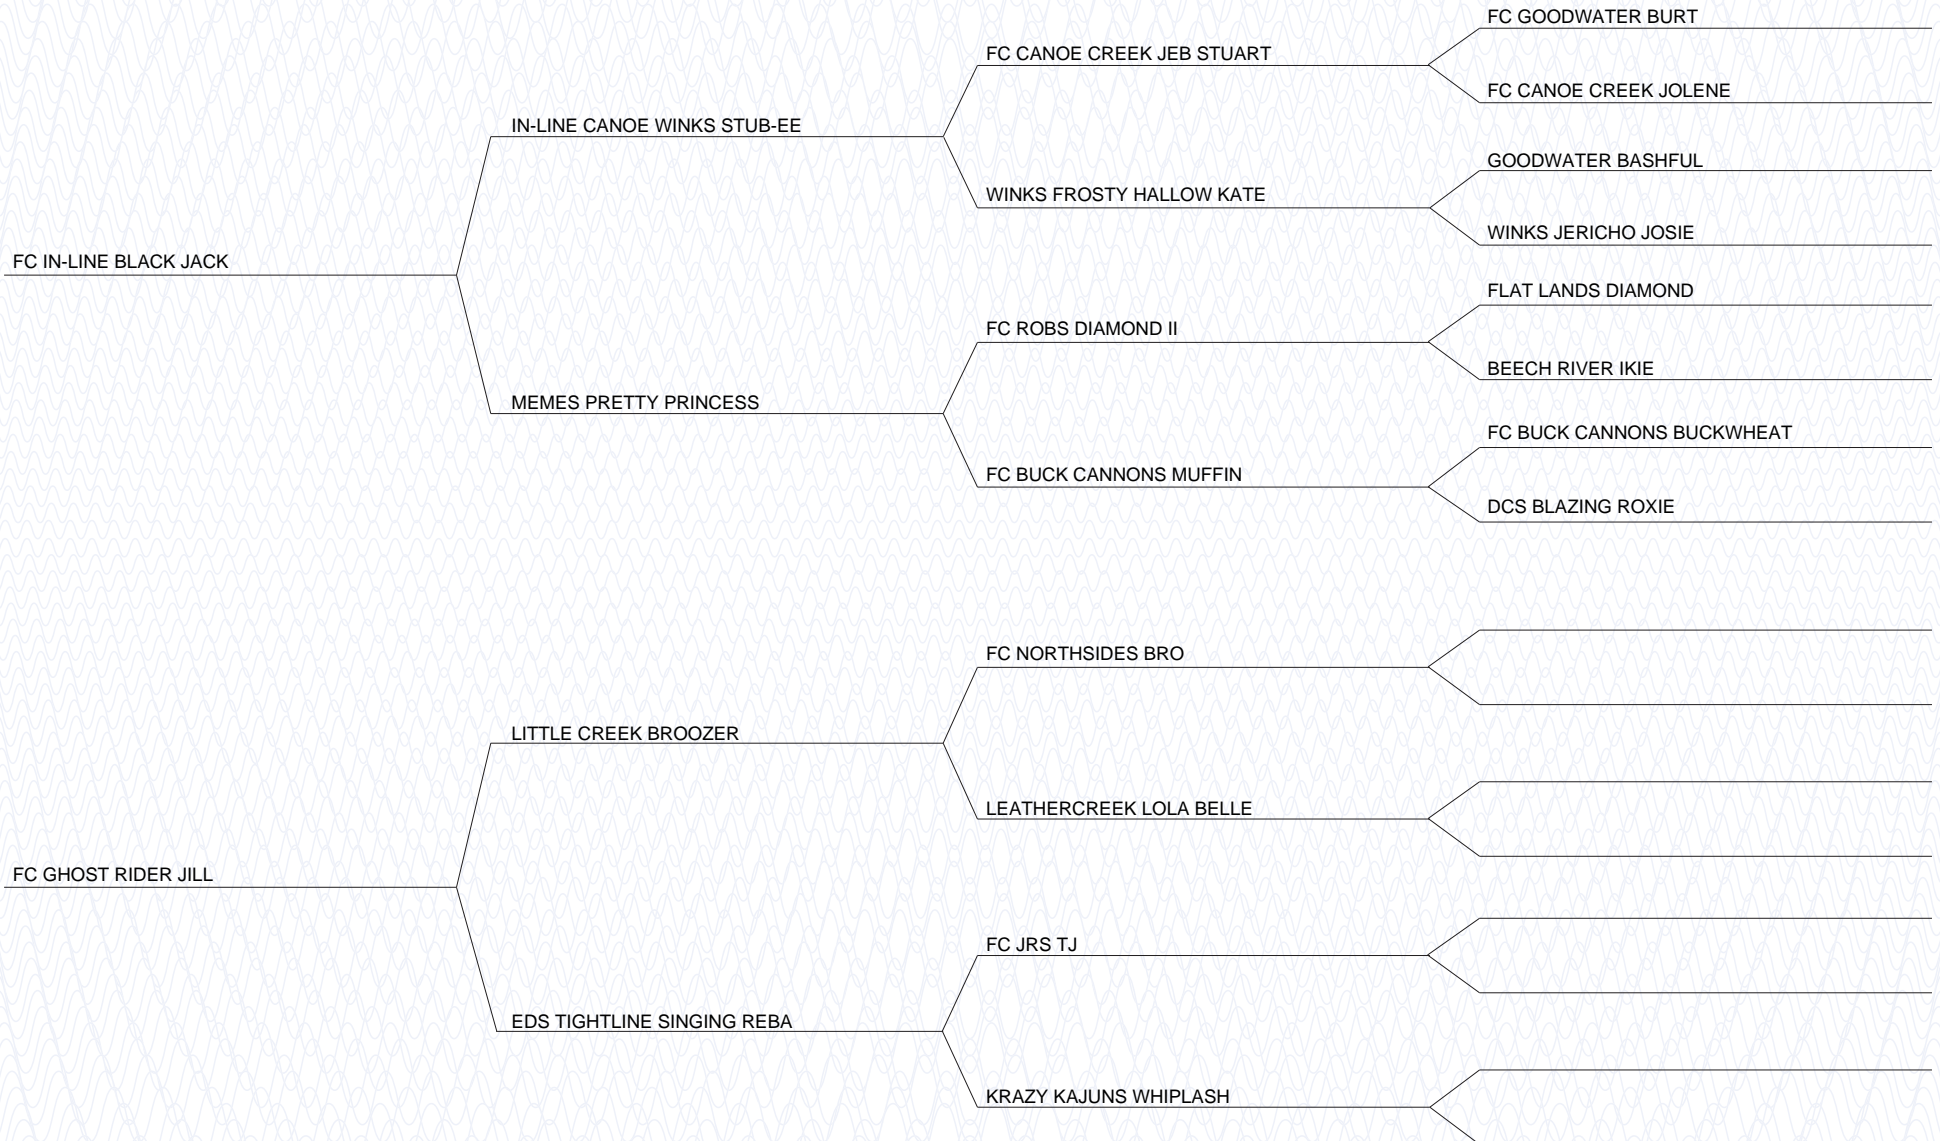 FC GOODWATER BURT
FC CANOE CREEK JEB STUART
FC CANOE CREEK JOLENE
IN-LINE CANOE WINKS STUB-EE
GOODWATER BASHFUL
WINKS FROSTY HALLOW KATE
WINKS JERICHO JOSIE
FC IN-LINE BLACK JACK
FLAT LANDS DIAMOND
FC ROBS DIAMOND II
BEECH RIVER IKIE
MEMES PRETTY PRINCESS
FC BUCK CANNONS BUCKWHEAT
FC BUCK CANNONS MUFFIN
DCS BLAZING ROXIE
FC NORTHSIDES BRO
LITTLE CREEK BROOZER
LEATHERCREEK LOLA BELLE
FC GHOST RIDER JILL
FC JRS TJ
EDS TIGHTLINE SINGING REBA
KRAZY KAJUNS WHIPLASH